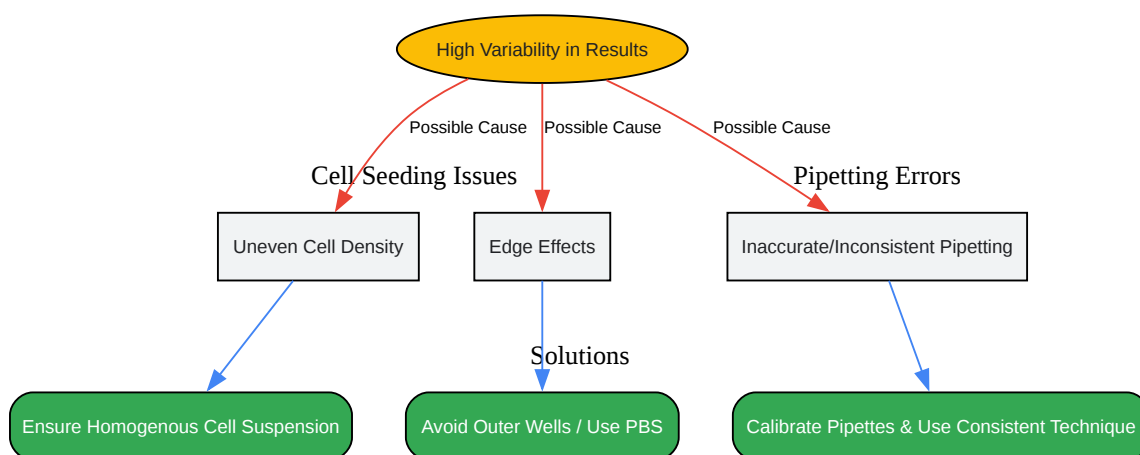 High Variability in Results
Possible Cause
Possible Cause
Possible Cause
Cell Seeding Issues
Pipetting Errors
Uneven Cell Density
Edge Effects
Inaccurate/Inconsistent Pipetting
Solutions
Ensure Homogenous Cell Suspension
Avoid Outer Wells / Use PBS
Calibrate Pipettes & Use Consistent Technique